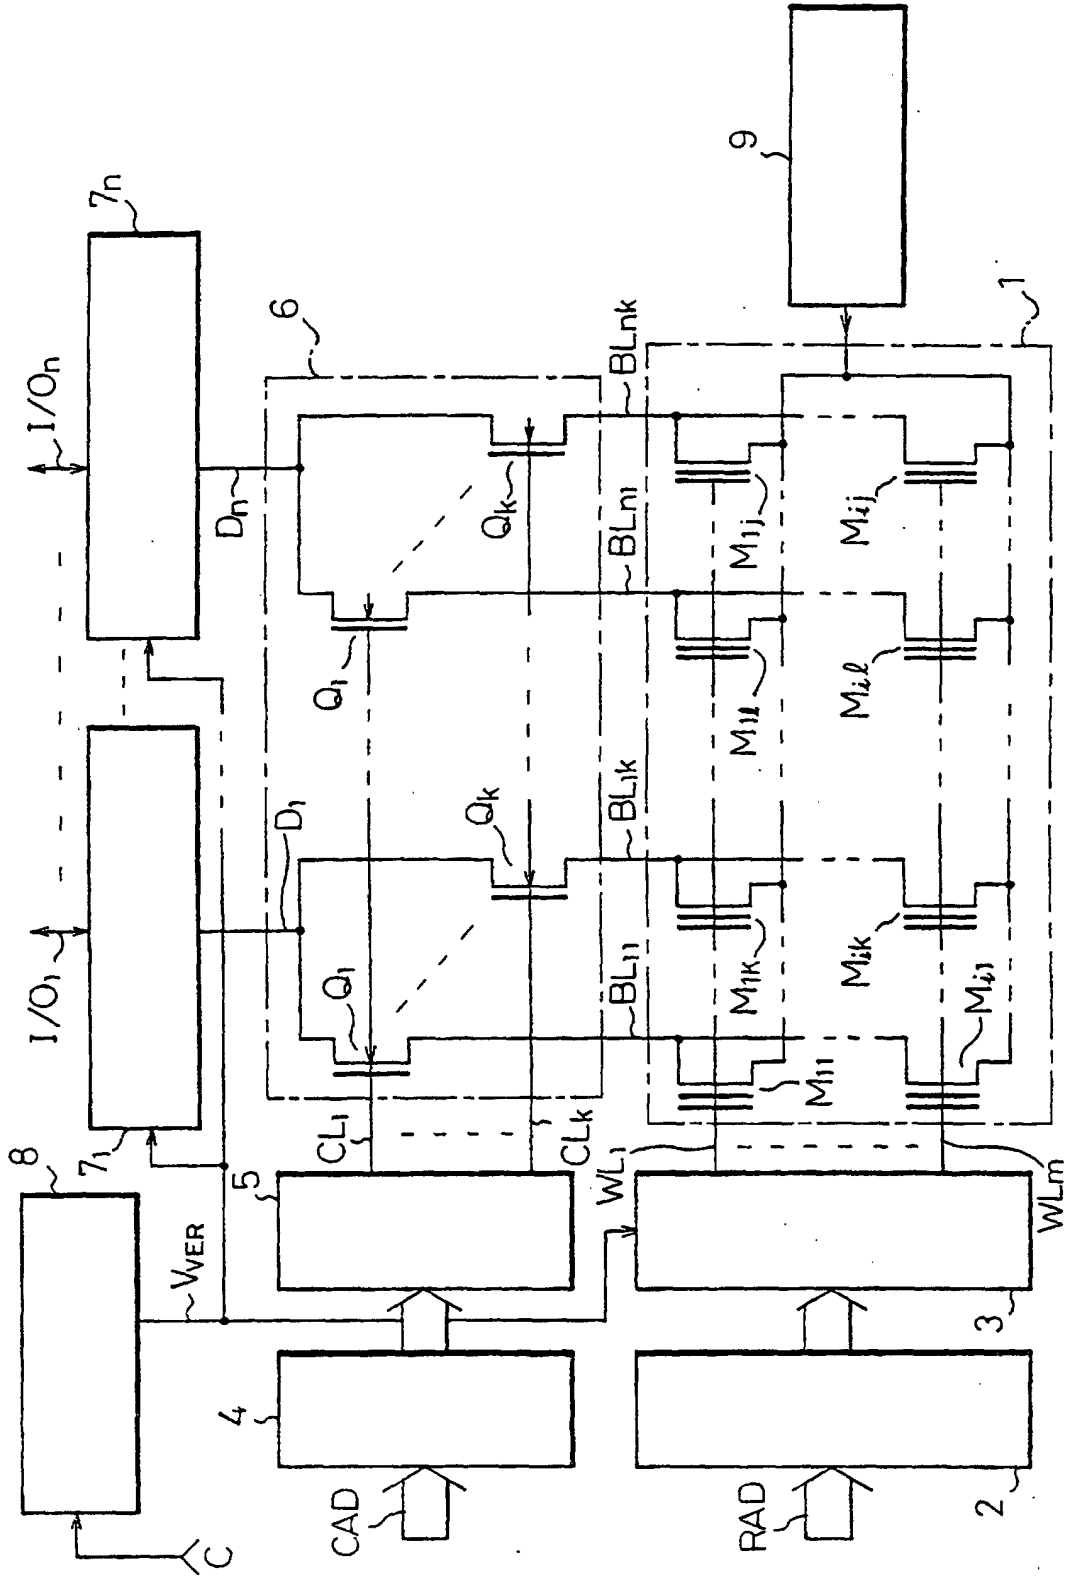 C
8
VVER
7₁
I/O₁
D₁
7n
I/On
Dn
6
CAD
4
5
CL₁
CLk
Q₁
Qk
Q₁
Qk
BL₁₁
BL₁k
BLn₁
BLnk
9
1
RAD
2
3
WL₁
WLm
M₁₁
M₁k
M₁l
M₁j
Mi₁
Mik
Mil
Mij